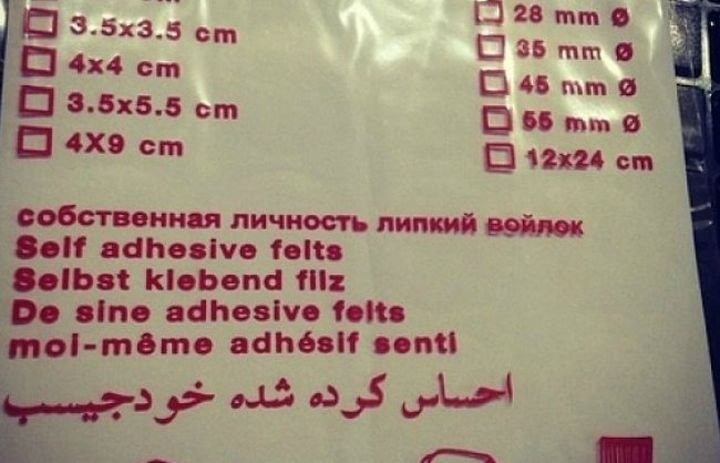 3.5x3.5 cm
4x4 cm
3.5x5.5 cm
4X9 cm
28 mm Ø
35 mm Ø
45 mm Ø
55 mm Ø
12x24 cm
собственная личность липкий войлок
Self adhesive felts
Selbst klebend filz
De sine adhesive felts
moi-même adhésif senti
احساس کرده شده خودجیسب